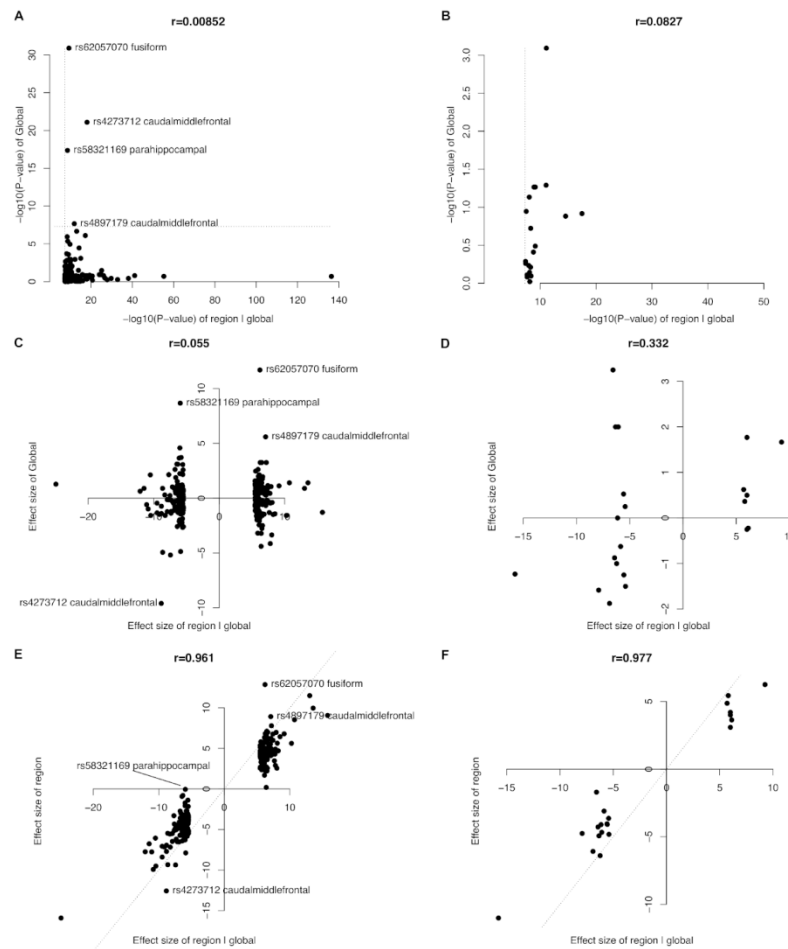 A
r=0.00852
−log10(P−value) of Global
30
25
20
15
10
5
0
rs62057070 fusiform
rs4273712 caudalmiddlefrontal
rs58321169 parahippocampal
rs4897179 caudalmiddlefrontal
20 40 60 80 100 120 140
−log10(P−value) of region | global
B
r=0.0827
−log10(P−value) of Global
3.0
2.5
2.0
1.5
1.0
0.5
0.0
10 20 30 40 50
−log10(P−value) of region | global
C
r=0.055
rs62057070 fusiform
10
rs58321169 parahippocampal
5
rs4897179 caudalmiddlefrontal
Effect size of Global
0
−20 −10 0 10
−5
rs4273712 caudalmiddlefrontal
−10
Effect size of region | global
D
r=0.332
Effect size of Global
3
2
1
0
−15 −10 −5 0 5 10
−1
−2
Effect size of region | global
E
r=0.961
rs62057070 fusiform
10
rs4897179 caudalmiddlefrontal
5
rs58321169 parahippocampal
Effect size of region
0
−20 −10 0 10
−5
−10
rs4273712 caudalmiddlefrontal
−15
Effect size of region | global
F
r=0.977
Effect size of region
5
0
−15 −10 −5 0 5 10
−5
−10
Effect size of region | global